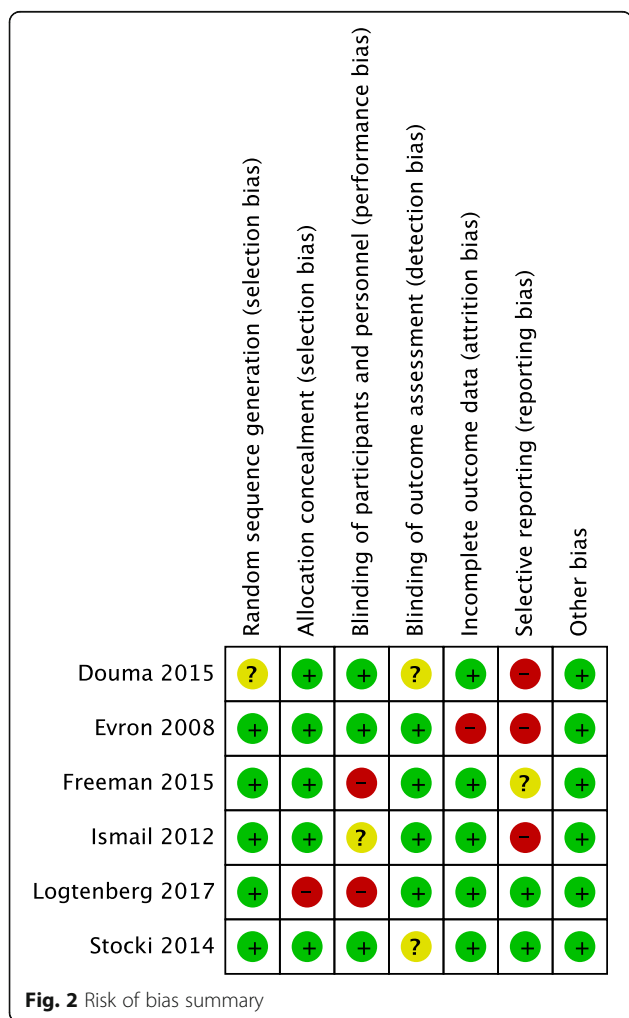 Random sequence generation (selection bias)
Allocation concealment (selection bias)
Blinding of participants and personnel (performance bias)
Blinding of outcome assessment (detection bias)
Incomplete outcome data (attrition bias)
Selective reporting (reporting bias)
Other bias
Douma 2015 ? + + ? + - +
Evron 2008 + + + + - - +
Freeman 2015 + + - + + ? +
Ismail 2012 + + ? + + - +
Logtenberg 2017 + - - + + + +
Stocki 2014 + + + ? + + +
Fig. 2 Risk of bias summary